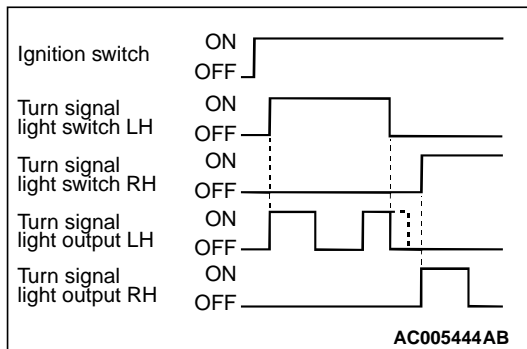 Ignition switch
ON
OFF
Turn signal
light switch LH
ON
OFF
Turn signal
light switch RH
ON
OFF
Turn signal
light output LH
ON
OFF
Turn signal
light output RH
ON
OFF
AC005444AB